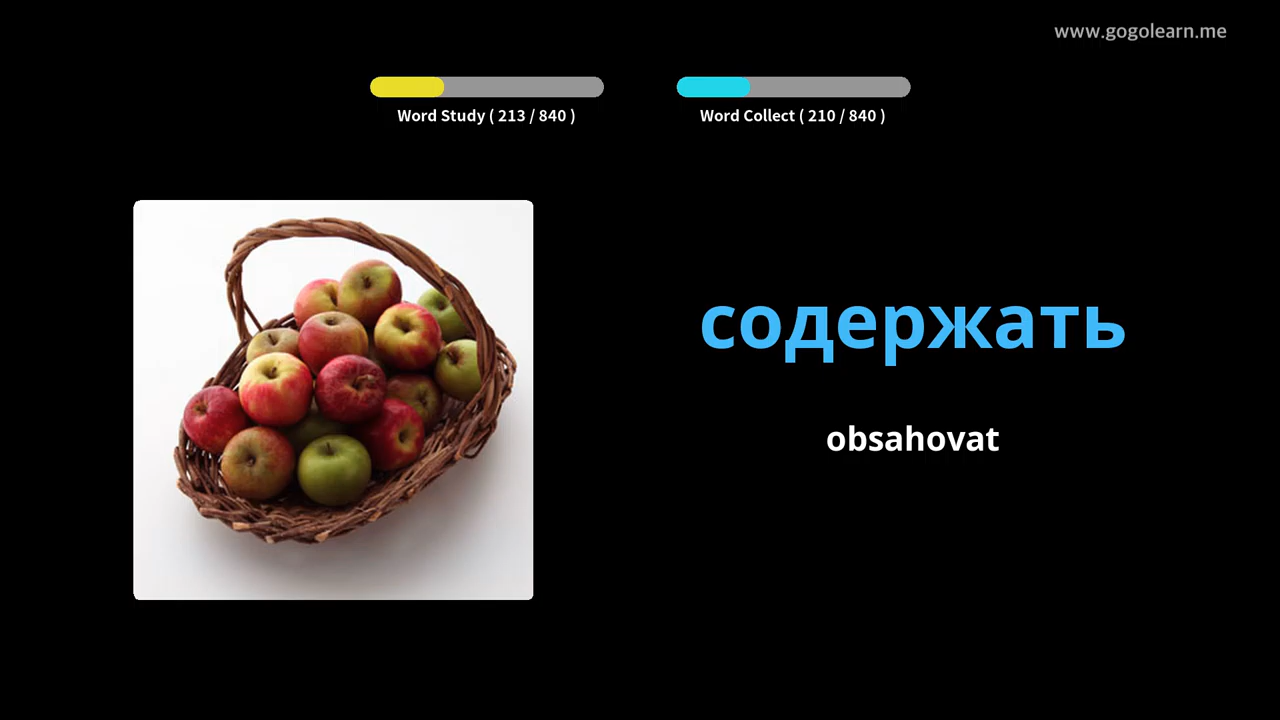 www.gogolearn.me
Word Study ( 213 / 840 )
Word Collect ( 210 / 840 )
содержать
obsahovat